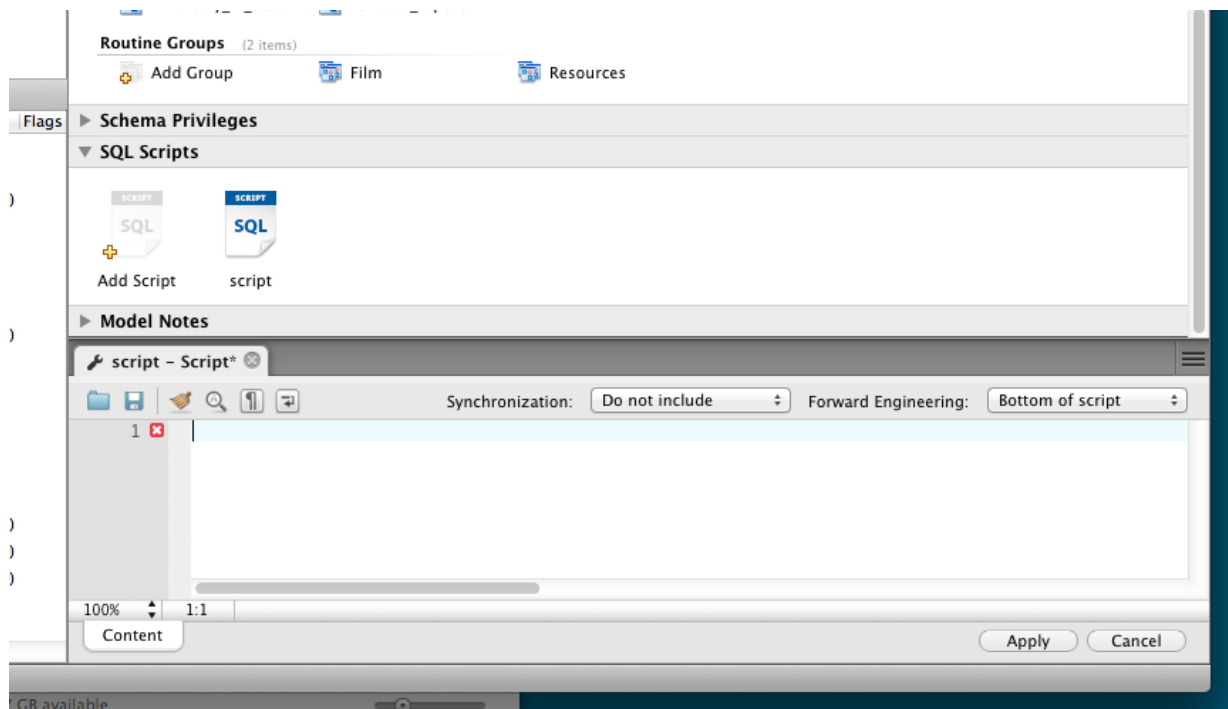 Routine Groups (2 items)
Add Group Film Resources
Flags
Schema Privileges
SQL Scripts
)
SCRIPT SCRIPT
SQL SQL
Add Script script
Model Notes
)
script – Script*
Synchronization: Do not include Forward Engineering: Bottom of script
1
)
)
)
100% 1:1
Content
Apply Cancel
GB available